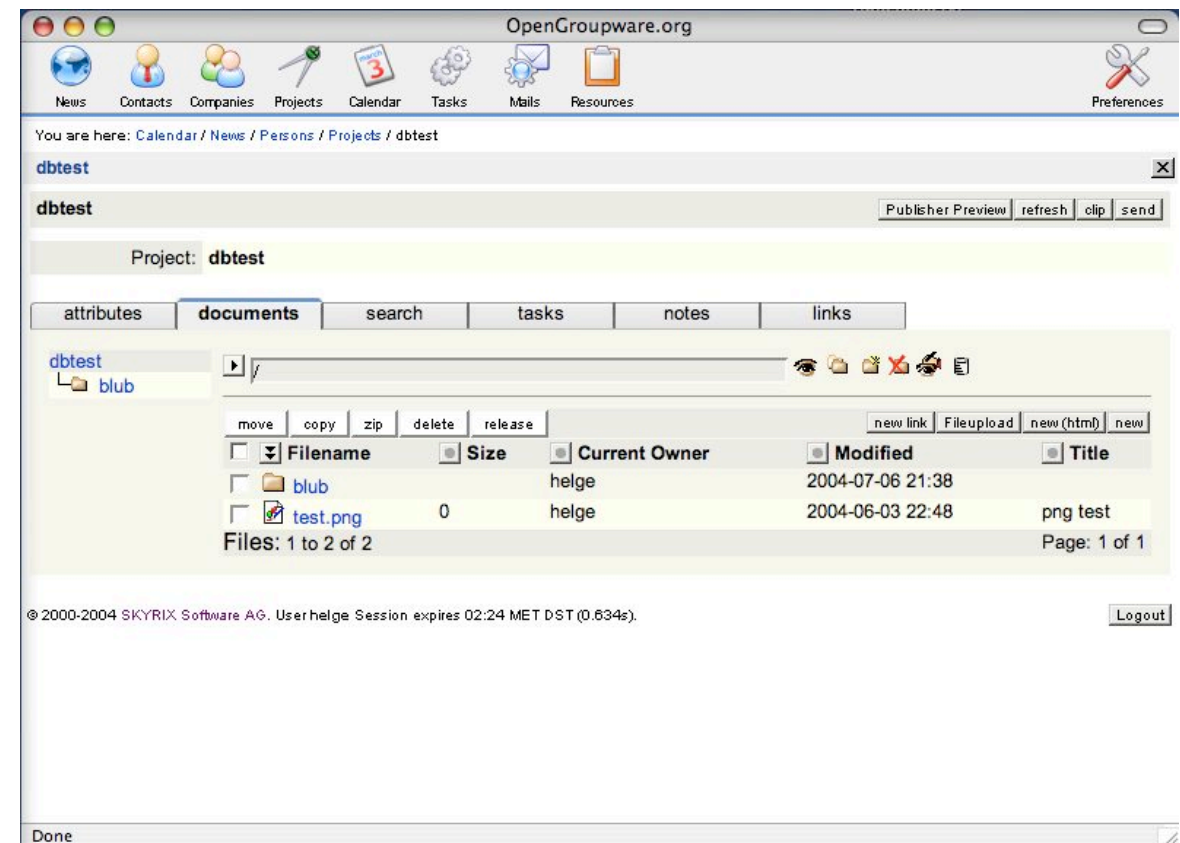 OpenGroupware.org
News Contacts Companies Projects Calendar Tasks Mails Resources Preferences
You are here: Calendar / News / Persons / Projects / dbtest
dbtest
dbtest Publisher Preview refresh clip send
Project: dbtest
attributes documents search tasks notes links
dbtest /
blub
move copy zip delete release new link Fileupload new (html) new
Filename Size Current Owner Modified Title
blub helge 2004-07-06 21:38
test.png 0 helge 2004-06-03 22:48 png test
Files: 1 to 2 of 2 Page: 1 of 1
© 2000-2004 SKYRIX Software AG. User helge Session expires 02:24 MET DST (0.634s). Logout
Done